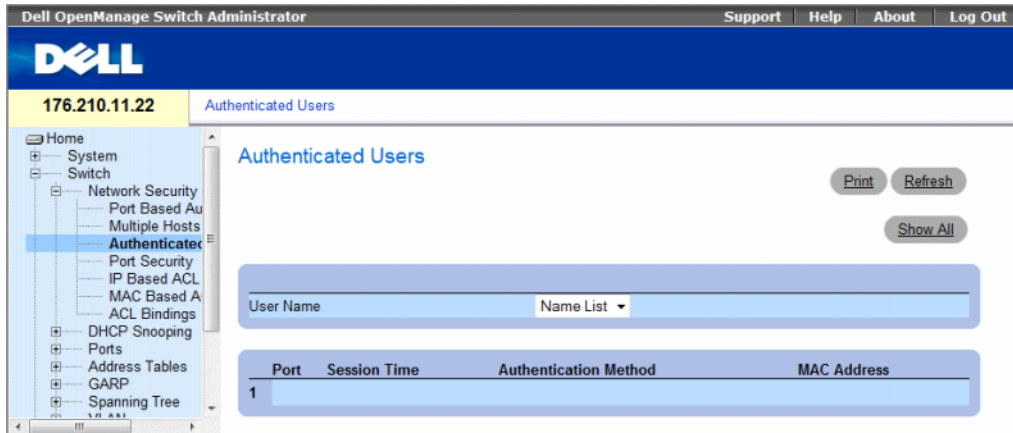 Dell OpenManage Switch Administrator
Support Help About Log Out
DELL
176.210.11.22
Authenticated Users
Home
System
Switch
Network Security
Port Based Au
Multiple Hosts
Authenticated
Port Security
IP Based ACL
MAC Based A
ACL Bindings
DHCP Snooping
Ports
Address Tables
GARP
Spanning Tree
VLAN
Authenticated Users
Print Refresh
Show All
User Name Name List
Port Session Time Authentication Method MAC Address
1